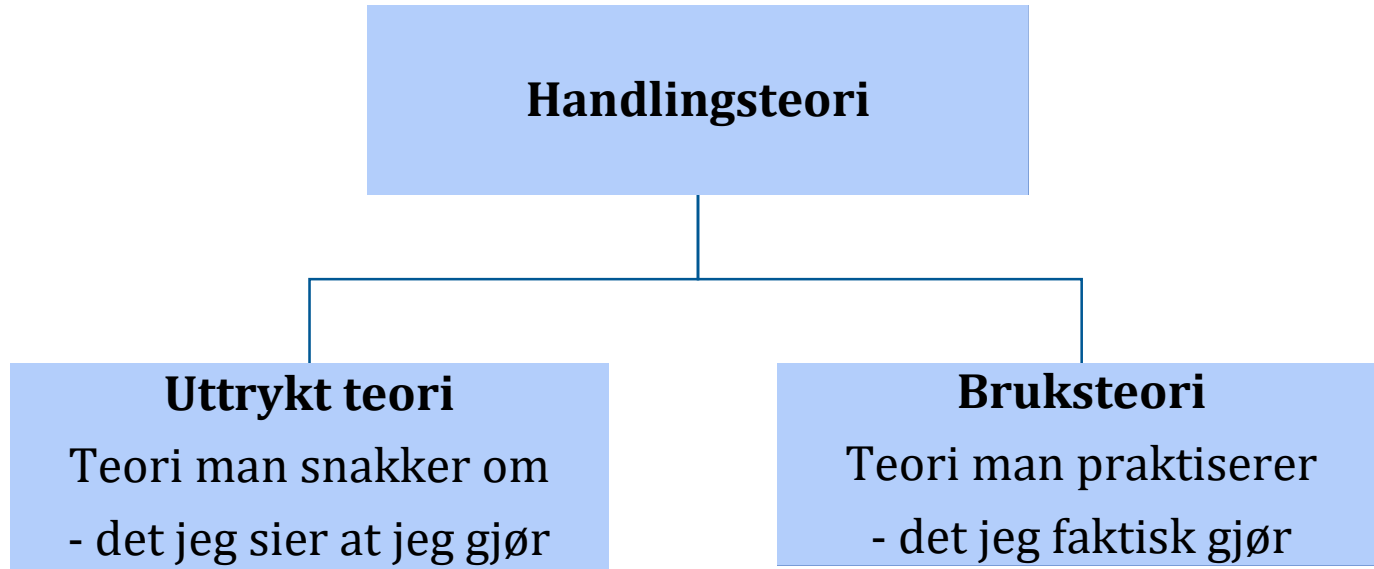 Handlingsteori
Uttrykt teori
Teori man snakker om
- det jeg sier at jeg gjør
Bruksteori
Teori man praktiserer
- det jeg faktisk gjør